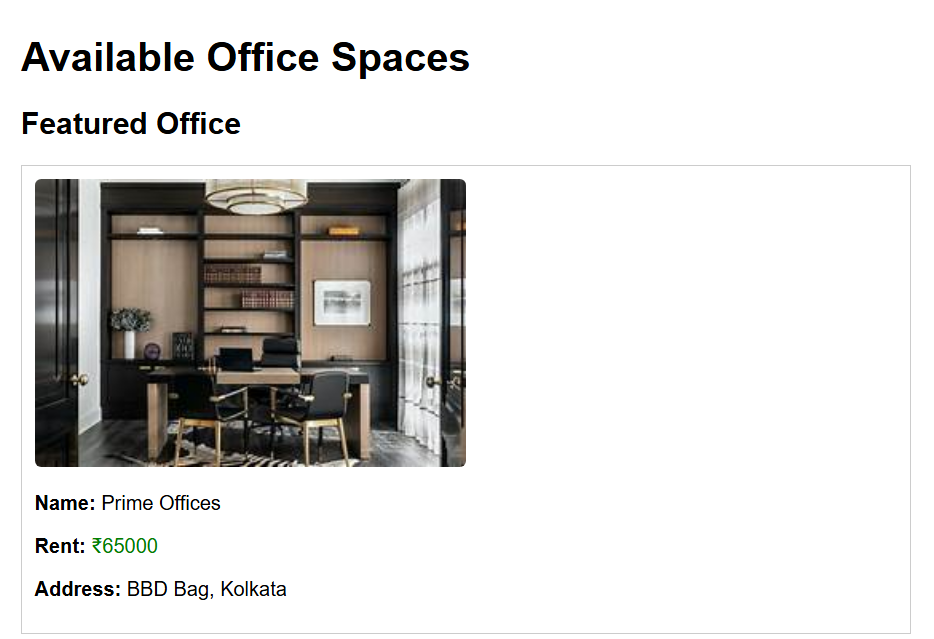 Available Office Spaces
Featured Office
Name: Prime Offices
Rent: ₹65000
Address: BBD Bag, Kolkata